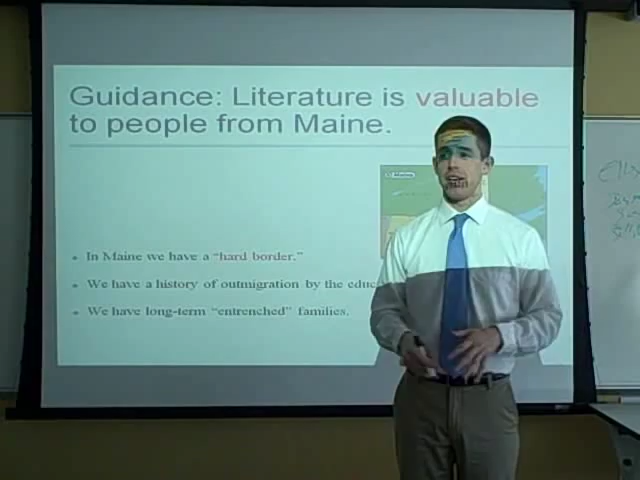 Guidance: Literature is valuable
to people from Maine.
In Maine we have a "hard border."
We have a history of outmigration by the educ
We have long-term "entrenched" families.